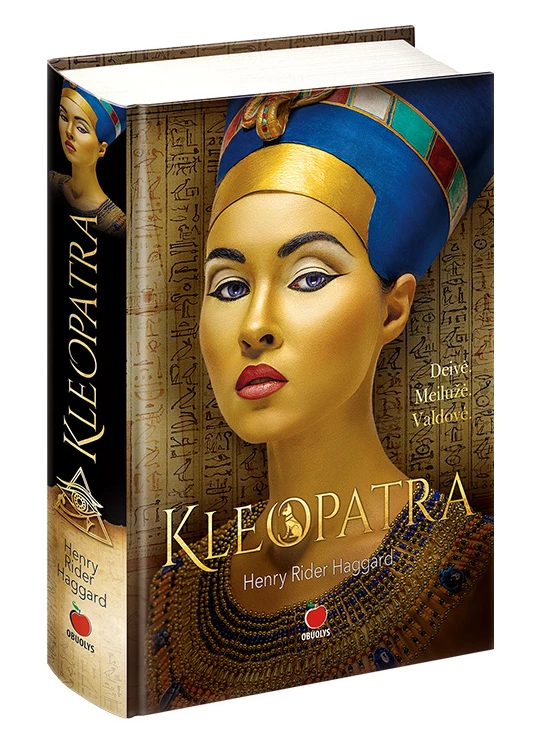 KLEOPATRA
Henry
Rider
Haggard
OBUOLYS
Deivė.
Meilužė.
Valdovė.
KLEOPATRA
Henry Rider Haggard
OBUOLYS